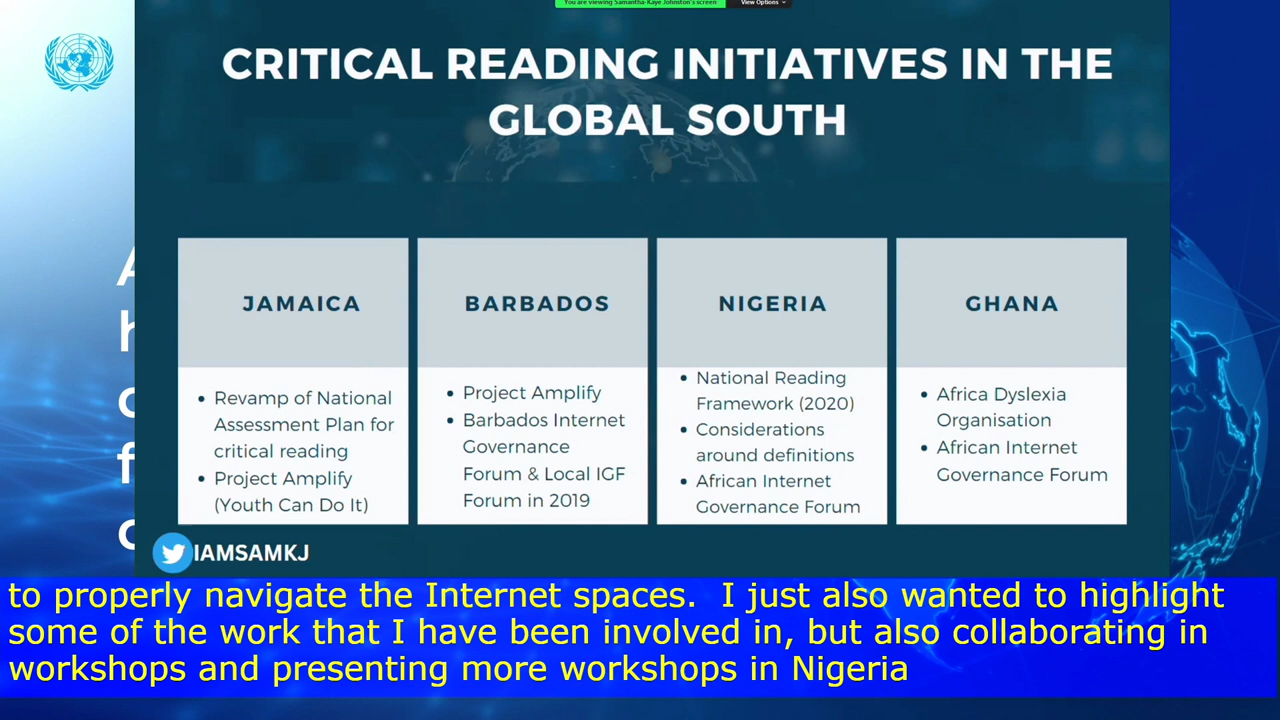 You are viewing Samantha-Kaye Johnston's screen
View Options
CRITICAL READING INITIATIVES IN THE
GLOBAL SOUTH
JAMAICA
Revamp of National
Assessment Plan for
critical reading
Project Amplify
(Youth Can Do It)
BARBADOS
Project Amplify
Barbados Internet
Governance
Forum & Local IGF
Forum in 2019
NIGERIA
National Reading
Framework (2020)
Considerations
around definitions
African Internet
Governance Forum
GHANA
Africa Dyslexia
Organisation
African Internet
Governance Forum
IAMSAMKJ
to properly navigate the Internet spaces.  I just also wanted to highlight
some of the work that I have been involved in, but also collaborating in
workshops and presenting more workshops in Nigeria